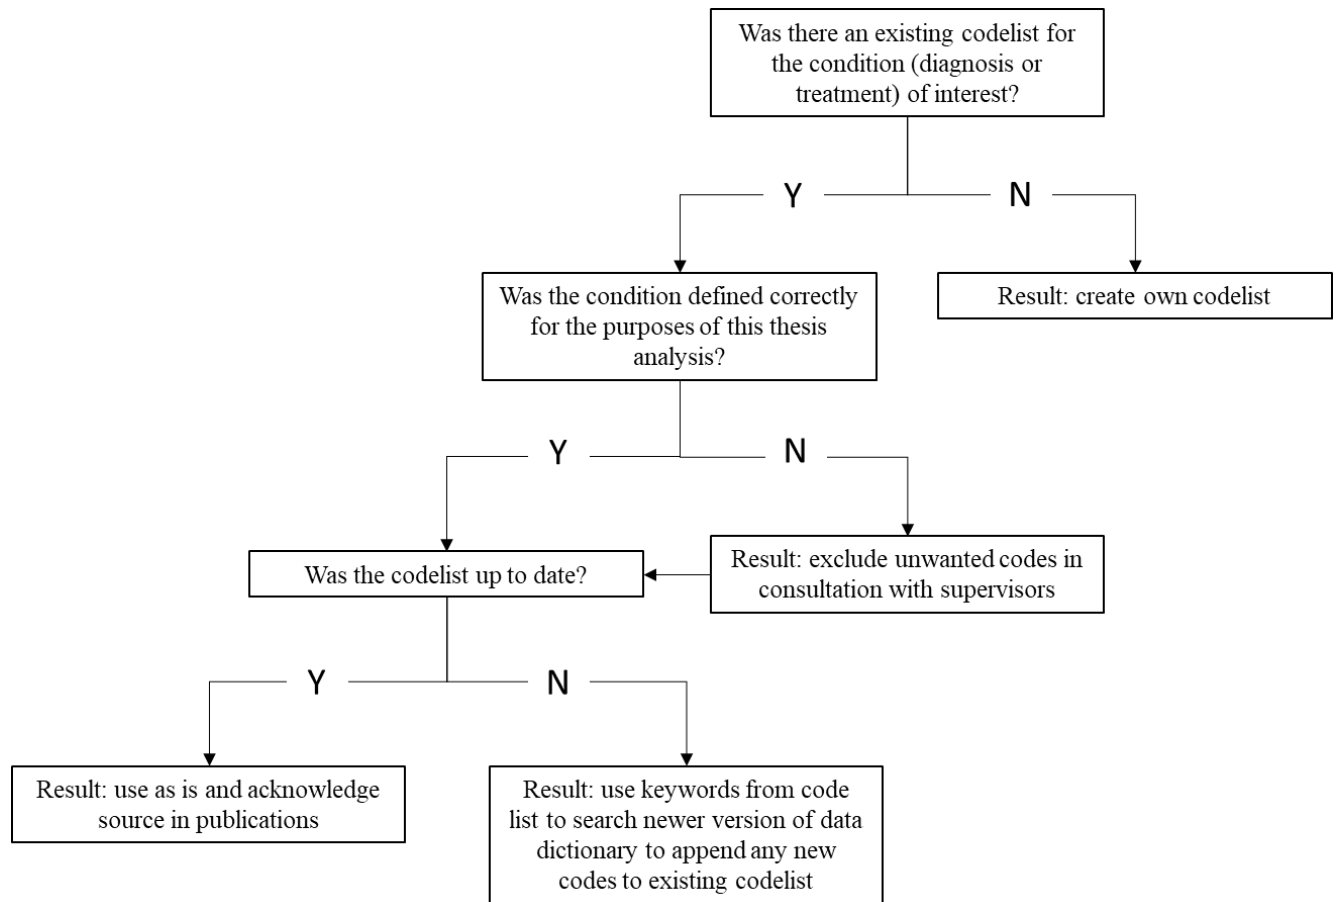 Was there an existing codelist for
the condition (diagnosis or
treatment) of interest?
Y
N
Was the condition defined correctly
for the purposes of this thesis
analysis?
Result: create own codelist
Y
N
Was the codelist up to date?
Result: exclude unwanted codes in
consultation with supervisors
Y
N
Result: use as is and acknowledge
source in publications
Result: use keywords from code
list to search newer version of data
dictionary to append any new
codes to existing codelist